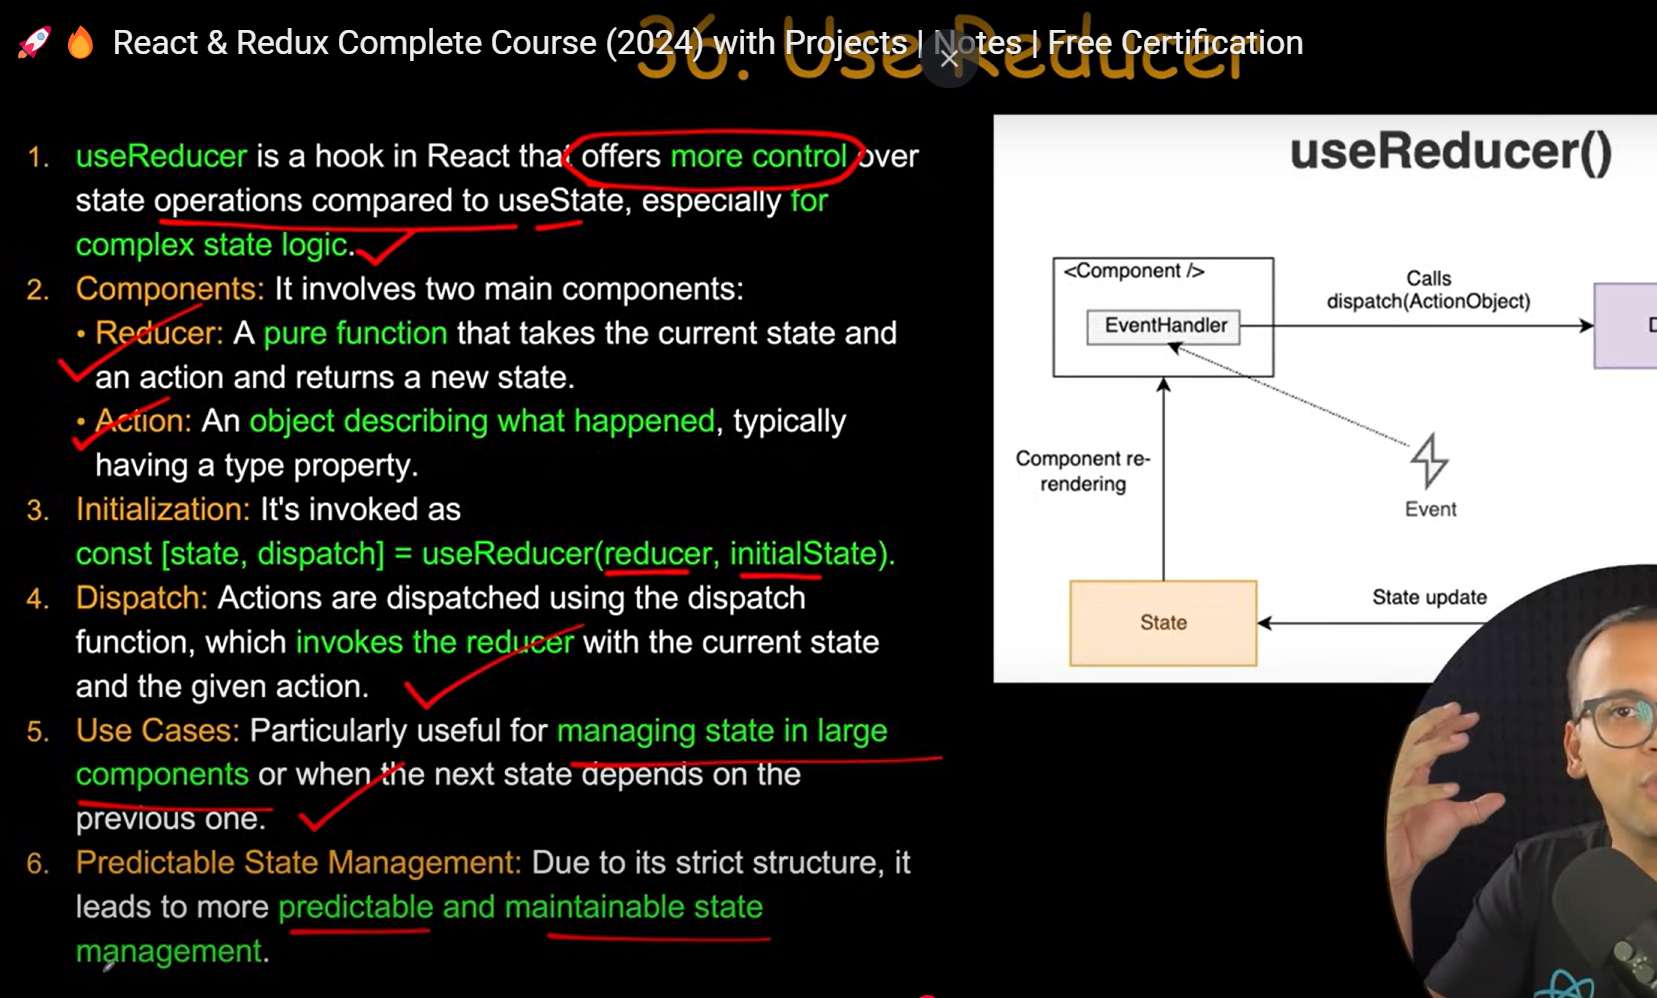 🚀 🔥 React & Redux Complete Course (2024) with Projects | Notes | Free Certification
36. Use Reducer
1. useReducer is a hook in React that offers more control over
state operations compared to useState, especially for
complex state logic.
2. Components: It involves two main components:
• Reducer: A pure function that takes the current state and
an action and returns a new state.
• Action: An object describing what happened, typically
having a type property.
3. Initialization: It's invoked as
const [state, dispatch] = useReducer(reducer, initialState).
4. Dispatch: Actions are dispatched using the dispatch
function, which invokes the reducer with the current state
and the given action.
5. Use Cases: Particularly useful for managing state in large
components or when the next state depends on the
previous one.
6. Predictable State Management: Due to its strict structure, it
leads to more predictable and maintainable state
management.
useReducer()
<Component />
EventHandler
Calls
dispatch(ActionObject)
Component re-
rendering
Event
State
State update